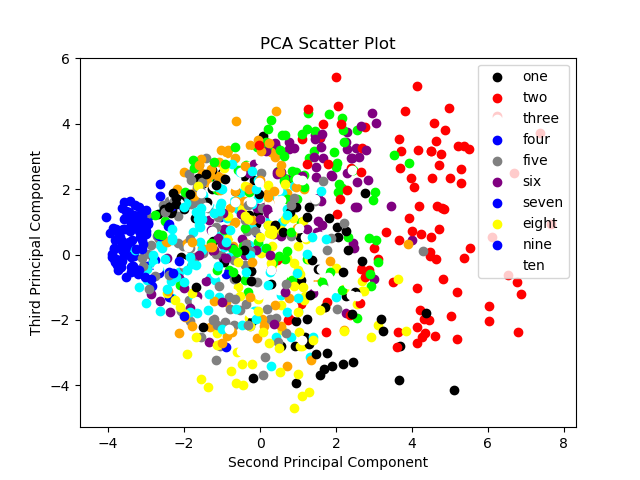 PCA Scatter Plot
6
4
2
0
−2
−4
Third Principal Component
−4
−2
0
2
4
6
8
Second Principal Component
one
two
three
four
five
six
seven
eight
nine
ten